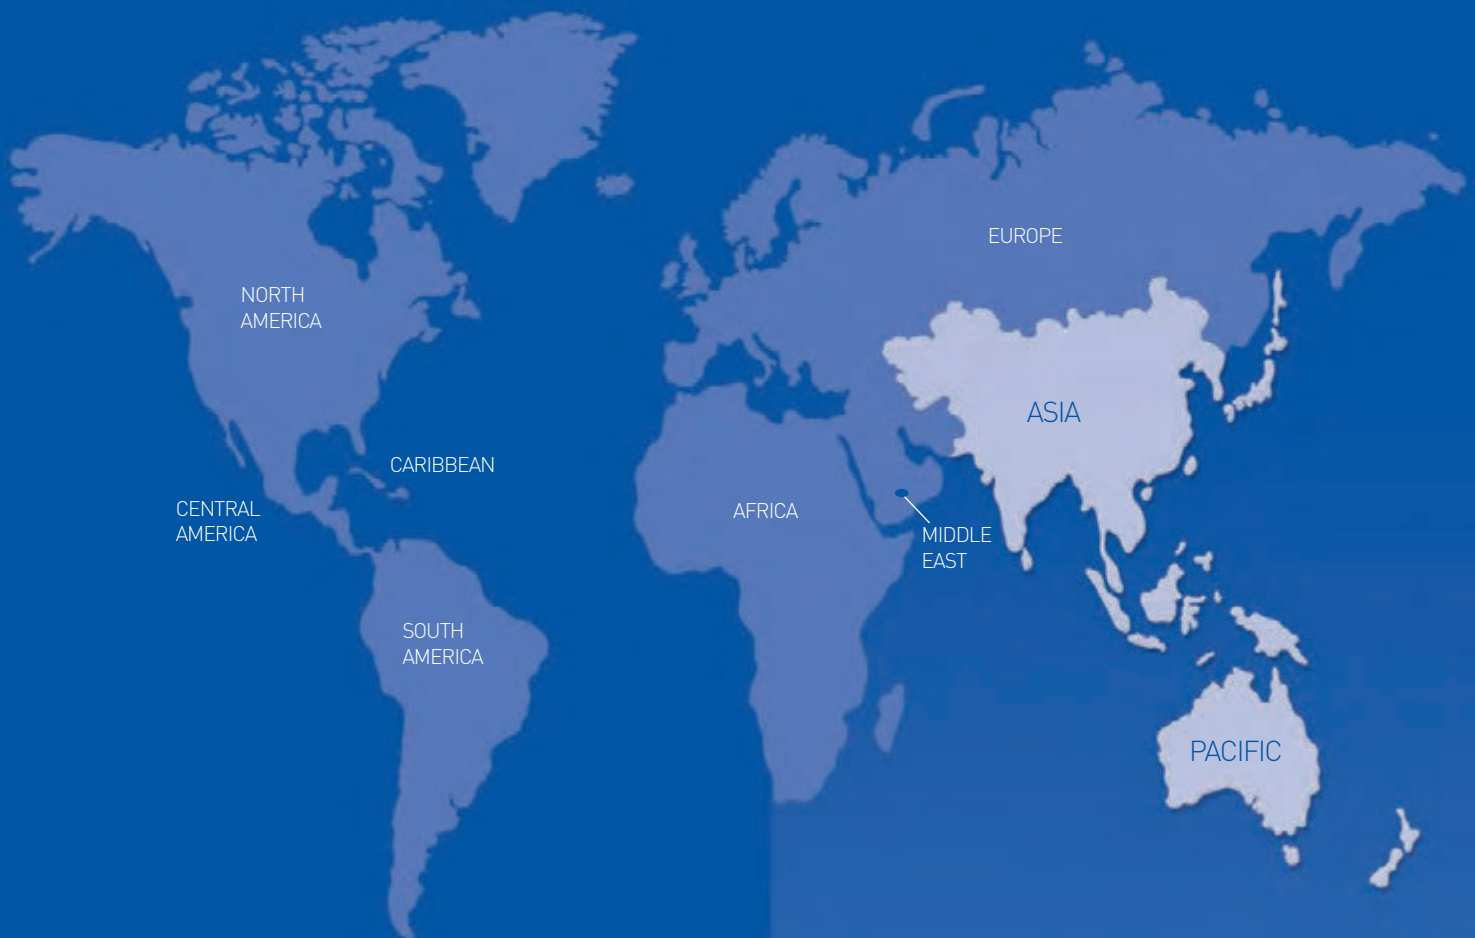 EUROPE
NORTH
AMERICA
ASIA
CARIBBEAN
CENTRAL
AMERICA
AFRICA
MIDDLE
EAST
SOUTH
AMERICA
PACIFIC